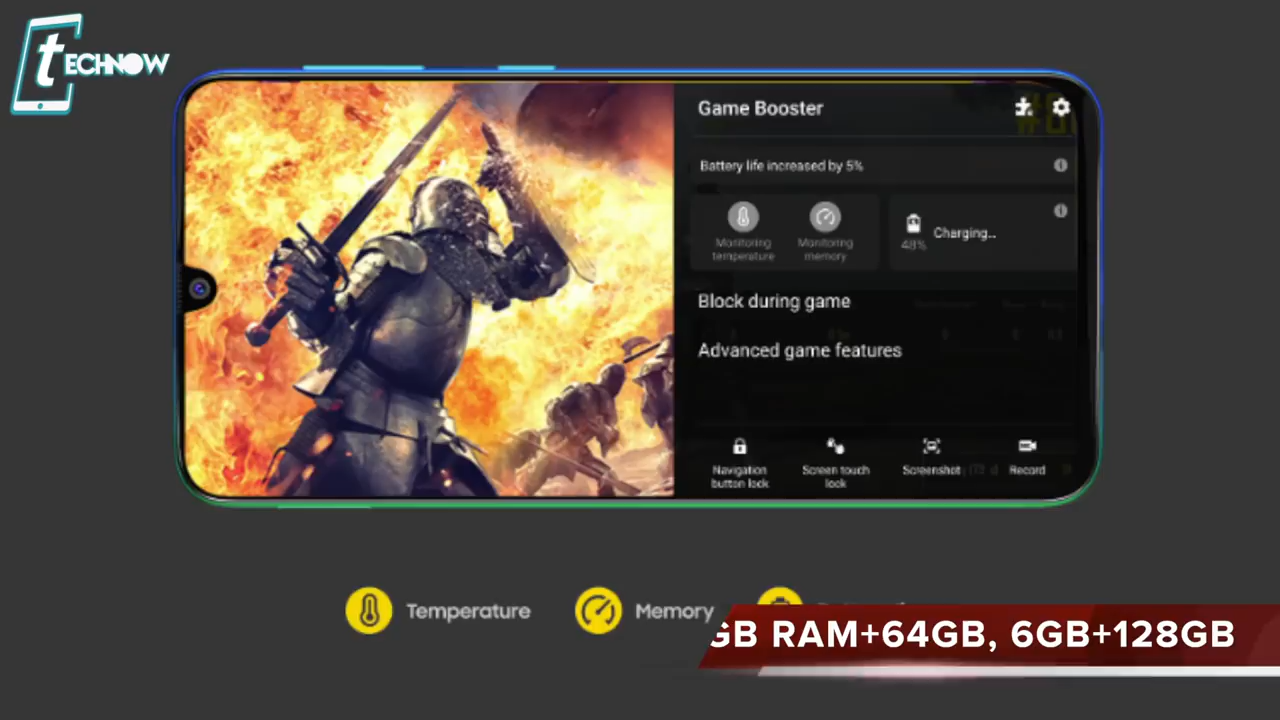 tECHNOW
Game Booster
Battery life increased by 5%
Monitoring
temperature
Monitoring
memory
48%
Charging...
Block during game
Advanced game features
Navigation
button lock
Screen touch
lock
Screenshot
Record
Temperature
Memory
GB RAM+64GB, 6GB+128GB